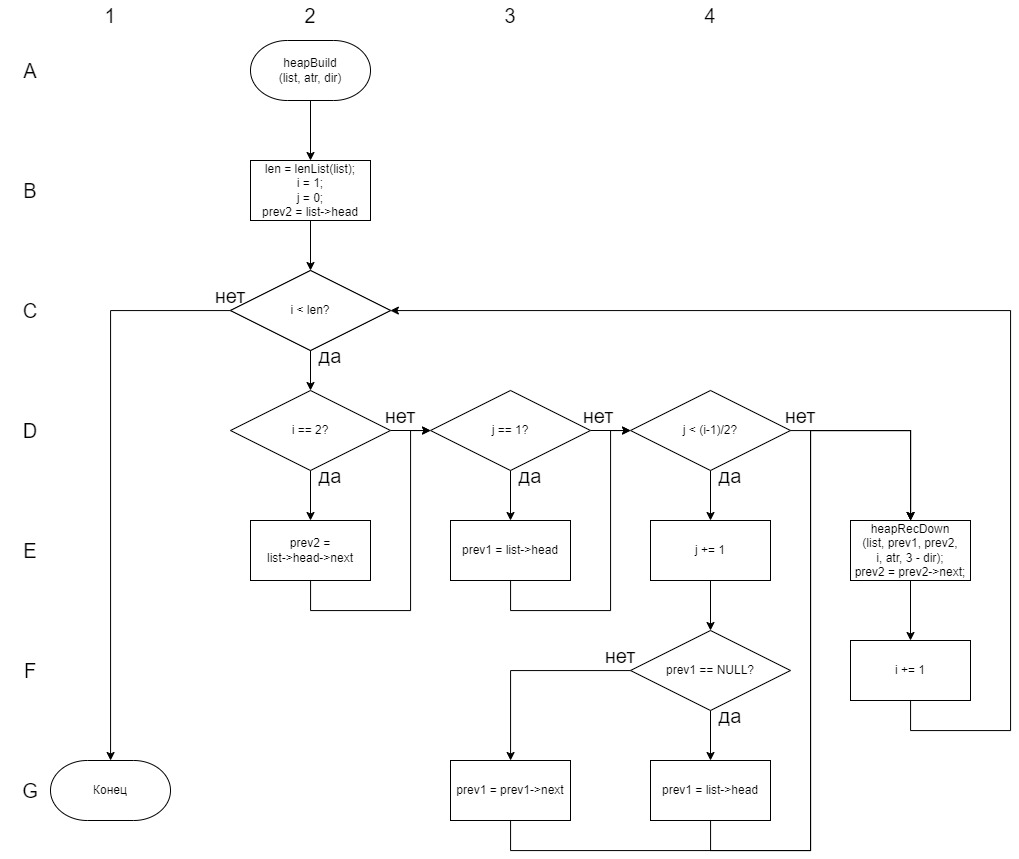 1 2 3 4
A
heapBuild
(list, atr, dir)
B
len = lenList(list);
i = 1;
j = 0;
prev2 = list->head
C
нет
i < len?
да
D
i == 2?
нет
j == 1?
нет
j < (i-1)/2?
нет
да
да
да
E
prev2 =
list->head->next
prev1 = list->head
j += 1
heapRecDown
(list, prev1, prev2,
i, atr, 3 - dir);
prev2 = prev2->next;
F
нет
prev1 == NULL?
i += 1
да
G
Конец
prev1 = prev1->next
prev1 = list->head